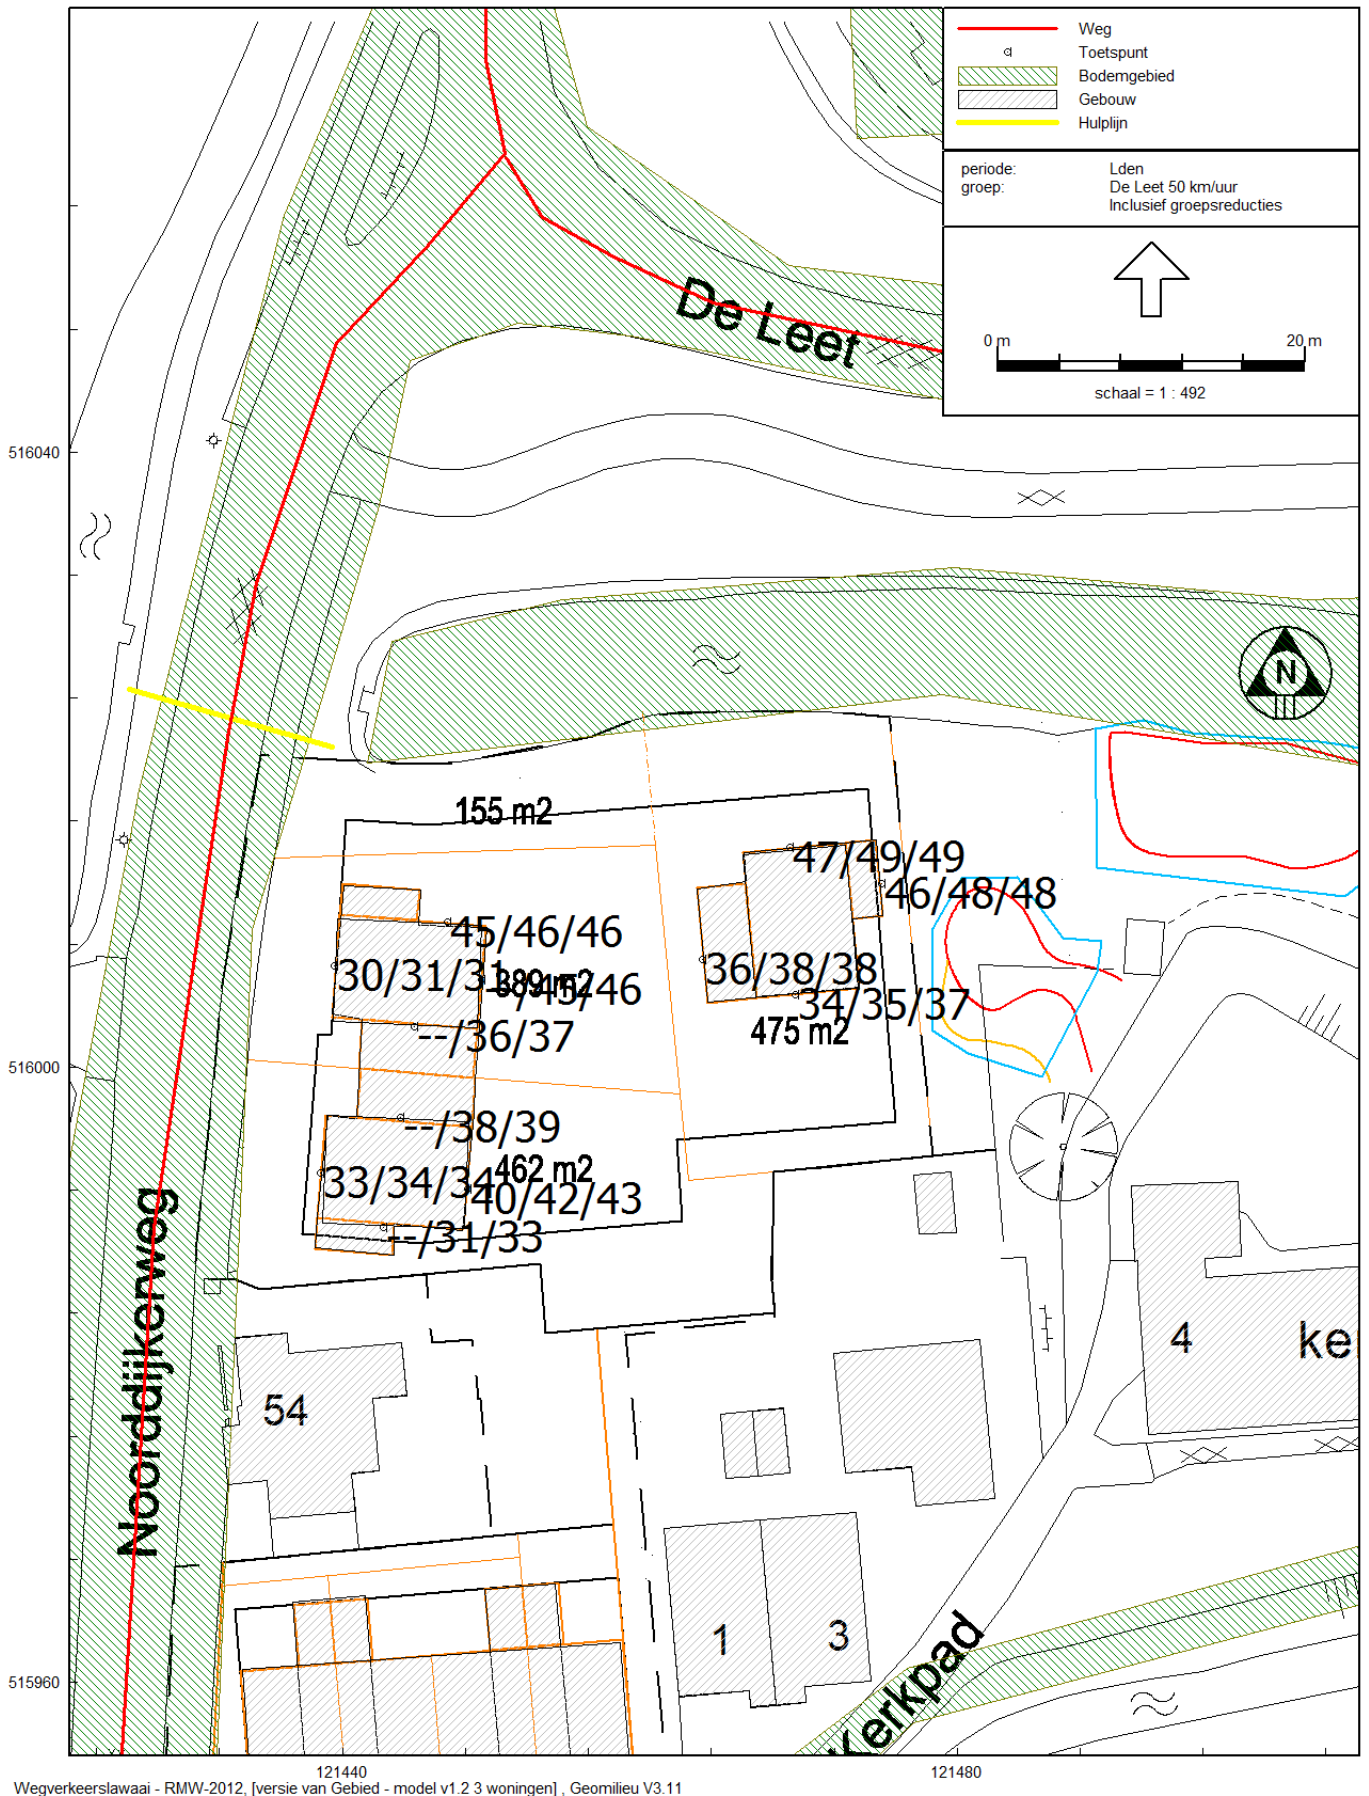 Weg
Toetspunt
Bodemgebied
Gebouw
Hulplijn
periode: Lden
groep: De Leet 50 km/uur
Inclusief groepsreducties
0 m 20 m
schaal = 1 : 492
De Leet
516040
N
155 m2
47/49/49
46/48/48
45/46/46
30/31/31
389 m2
/45/46
36/38/38
34/35/37
475 m2
--/36/37
516000
--/38/39
462 m2
33/34/34
40/42/43
--/31/33
Noorddijkerweg
54
4
ke
1
3
Kerkpad
515960
121440
121480
Wegverkeerslawaai - RMW-2012, [versie van Gebied - model v1.2 3 woningen] , Geomilieu V3.11